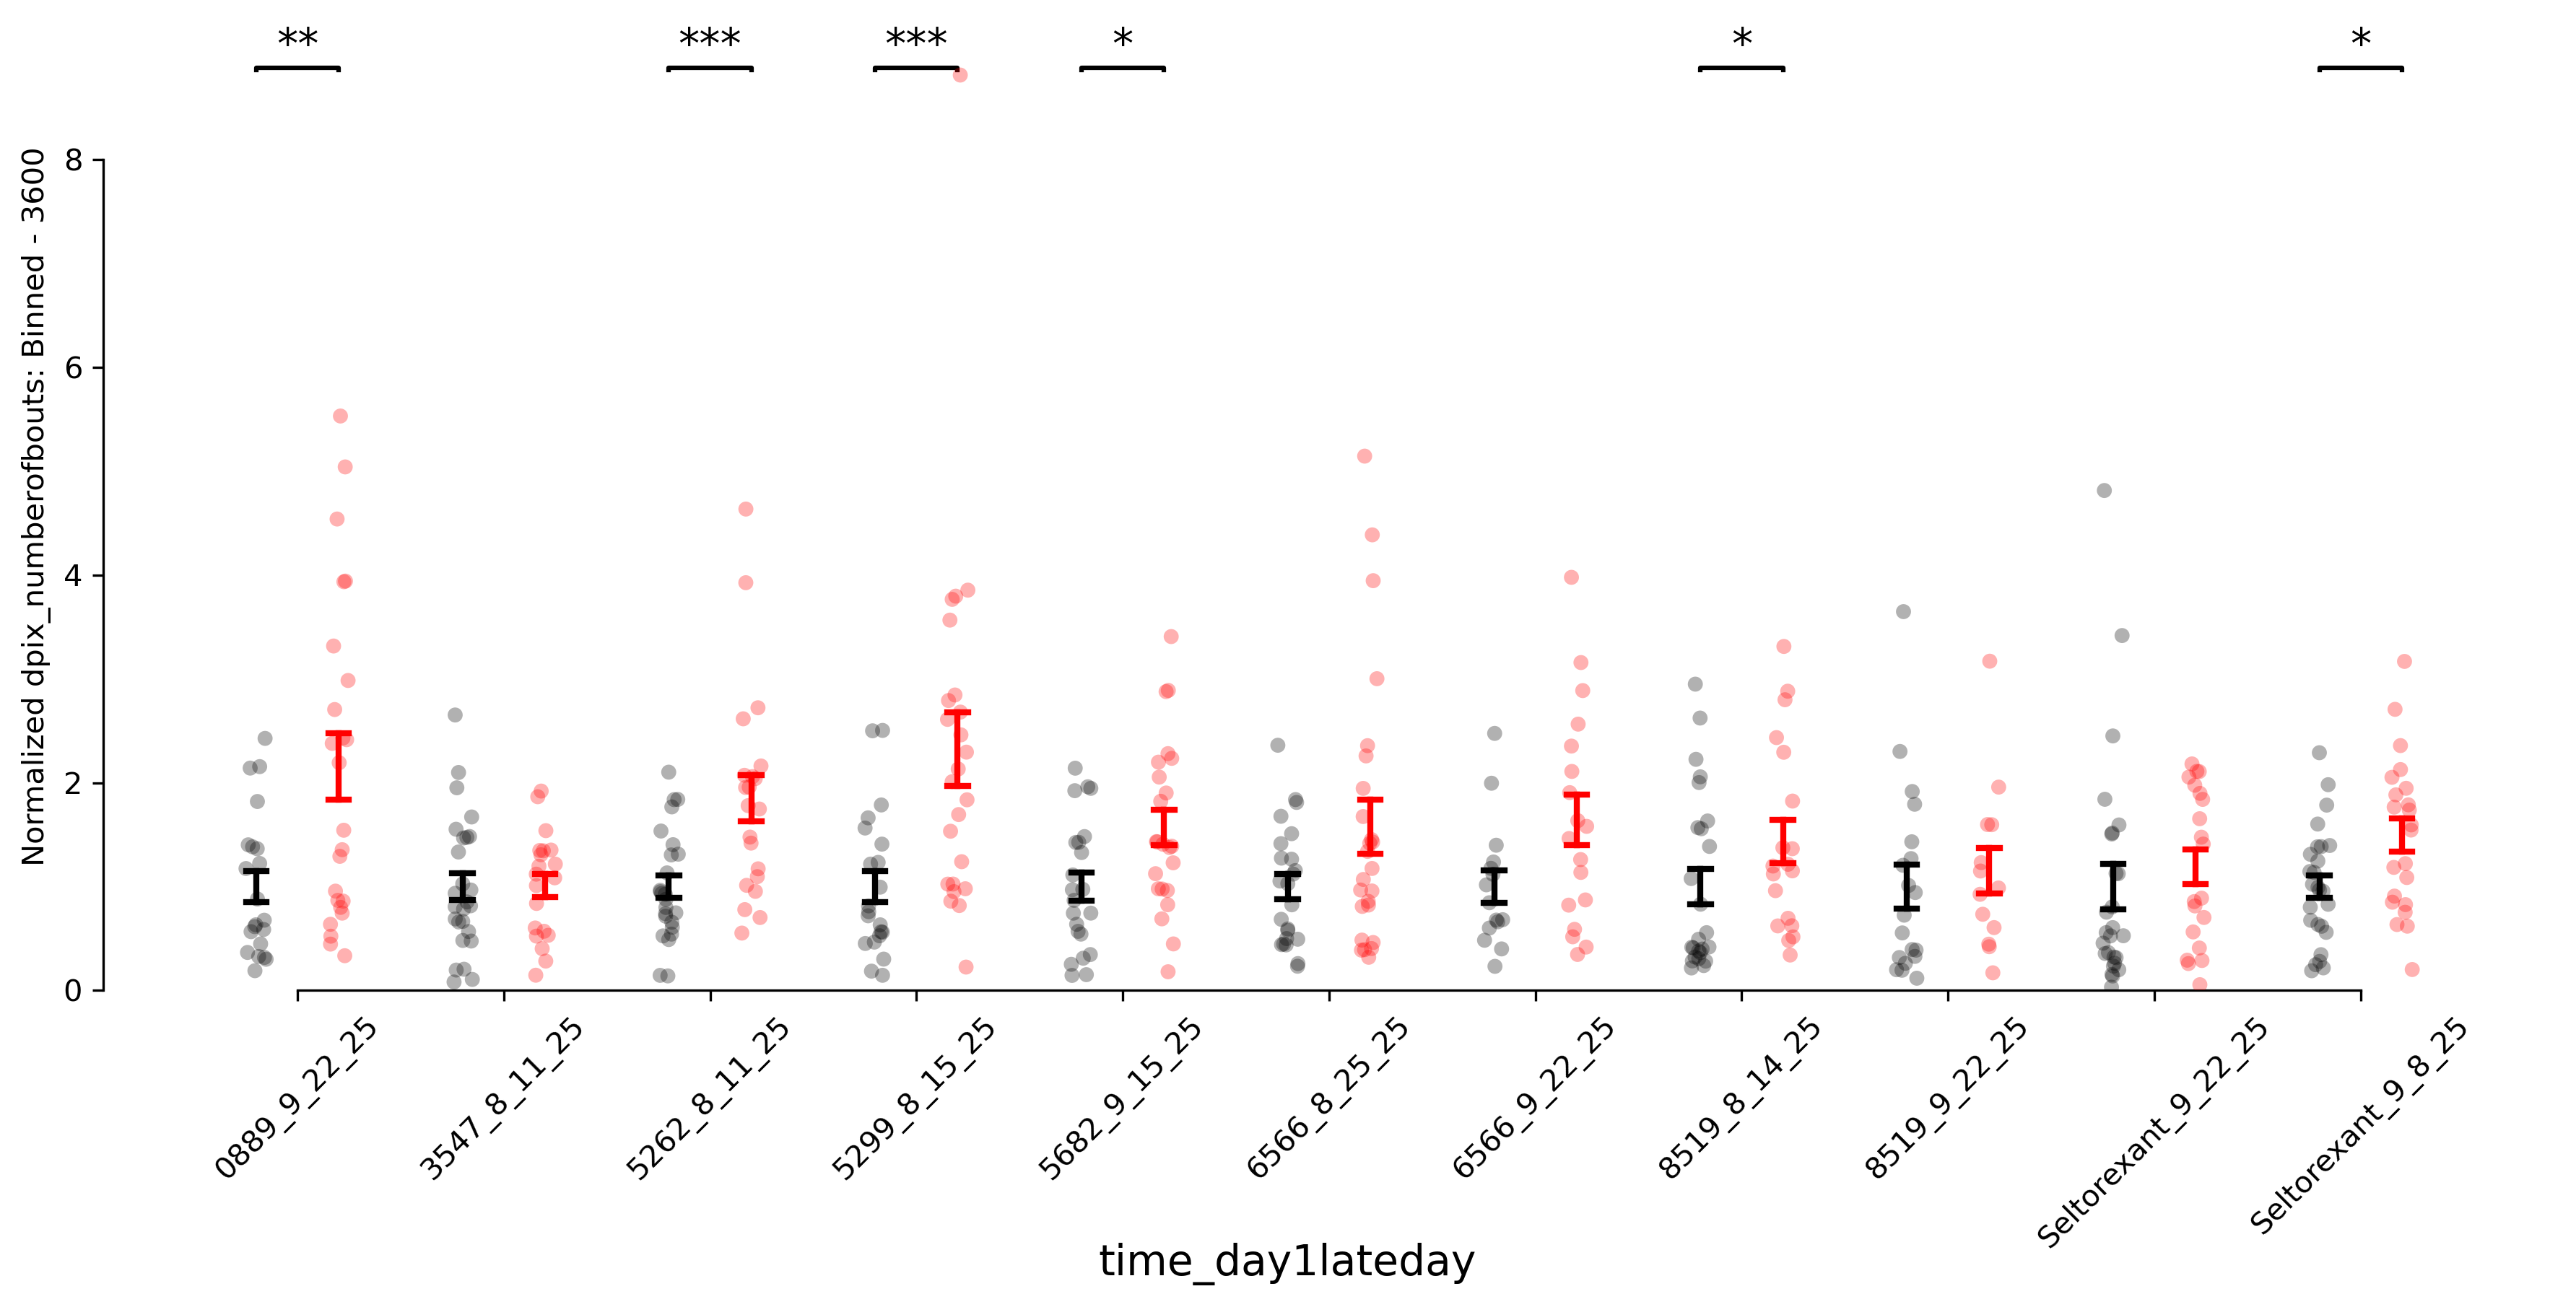 ** *** *** * * *
Normalized dpix_numberofbouts: Binned - 3600
8
6
4
2
0
0889_9_22_25
3547_8_11_25
5262_8_11_25
5299_8_15_25
5682_9_15_25
6566_8_25_25
6566_9_22_25
8519_8_14_25
8519_9_22_25
Seltorexant_9_22_25
Seltorexant_9_8_25
time_day1lateday